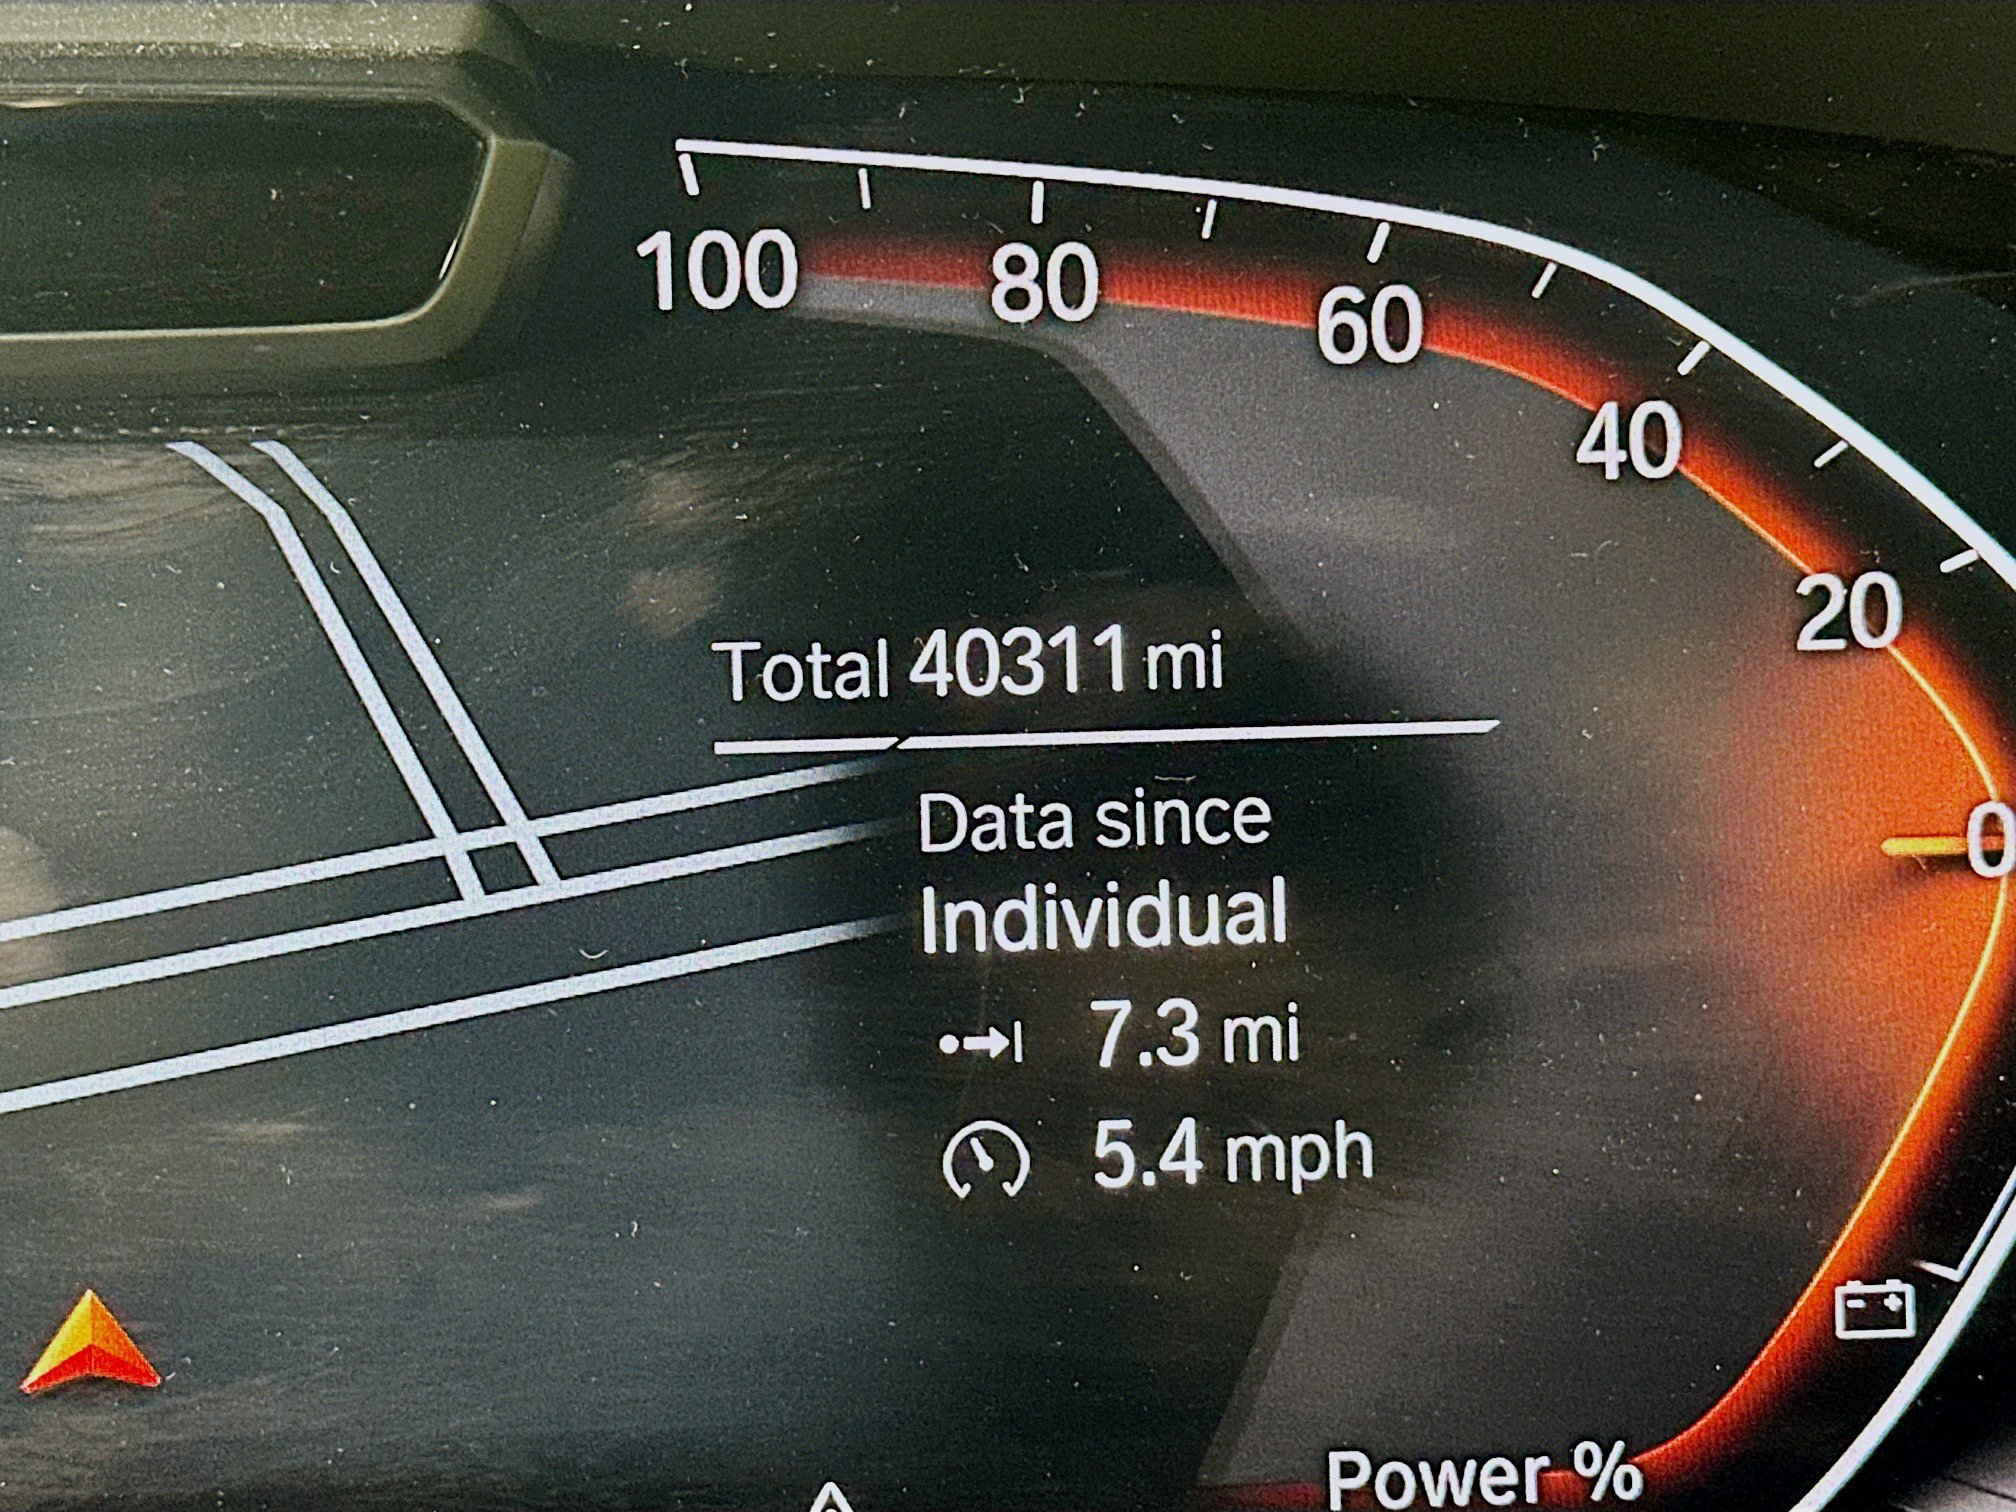 100
80
60
40
20
0
Total 40311 mi
Data since
Individual
7.3 mi
5.4 mph
Power %